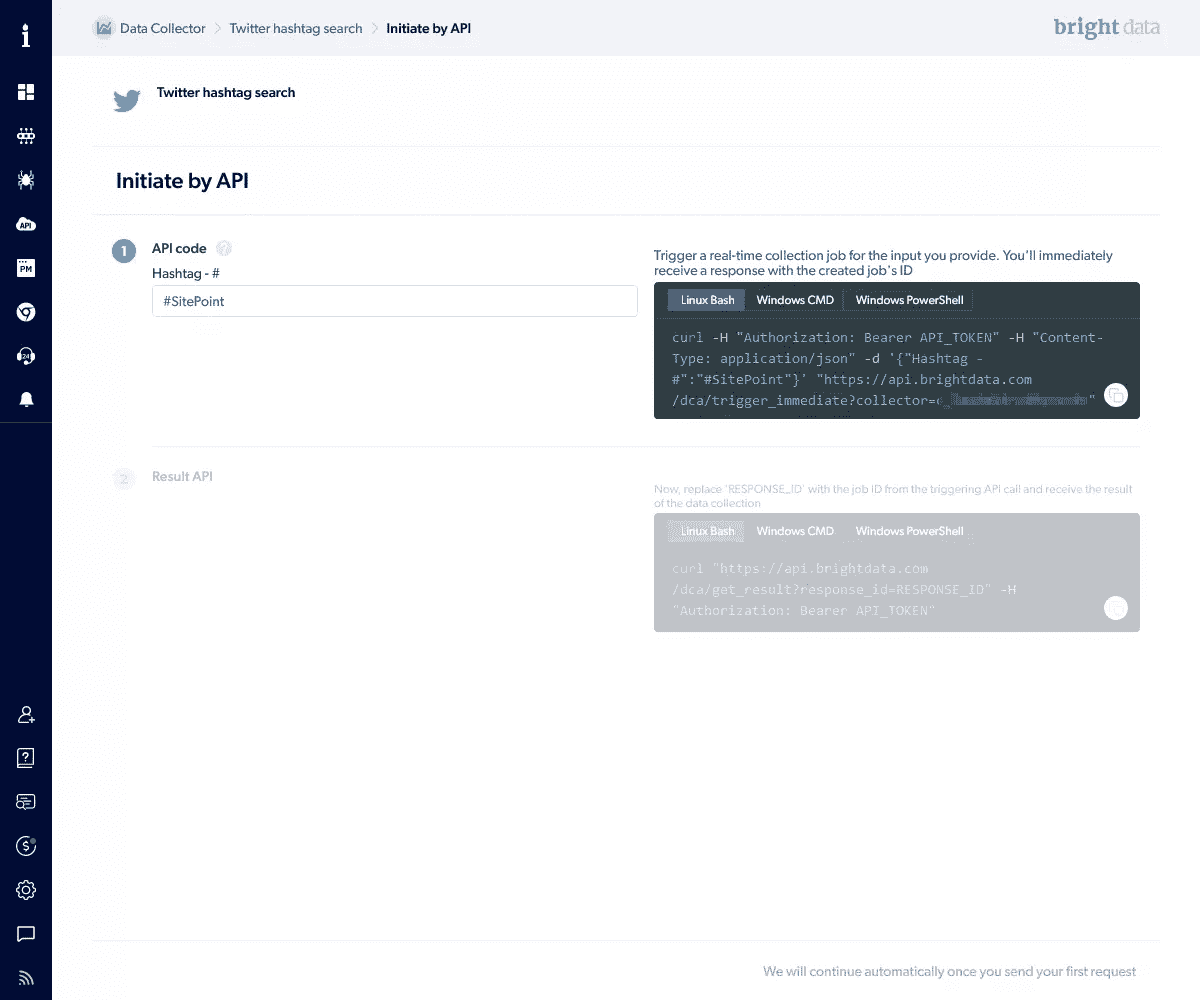 Data Collector > Twitter hashtag search > Initiate by API
bright data
Twitter hashtag search
Initiate by API
1 API code
Hashtag - #
#SitePoint
Trigger a real-time collection job for the input you provide. You'll immediately
receive a response with the created job's ID
Linux Bash Windows CMD Windows PowerShell
curl -H "Authorization: Bearer API_TOKEN" -H "Content-
Type: application/json" -d '{"Hashtag -
#":"#SitePoint"}' "https://api.brightdata.com
/dca/trigger_immediate?collector=
2 Result API
Now, replace 'RESPONSE_ID' with the job ID from the triggering API call and receive the result
of the data collection
Linux Bash Windows CMD Windows PowerShell
curl "https://api.brightdata.com
/dca/get_result?response_id=RESPONSE_ID" -H
"Authorization: Bearer API_TOKEN"
We will continue automatically once you send your first request
API
PM
24